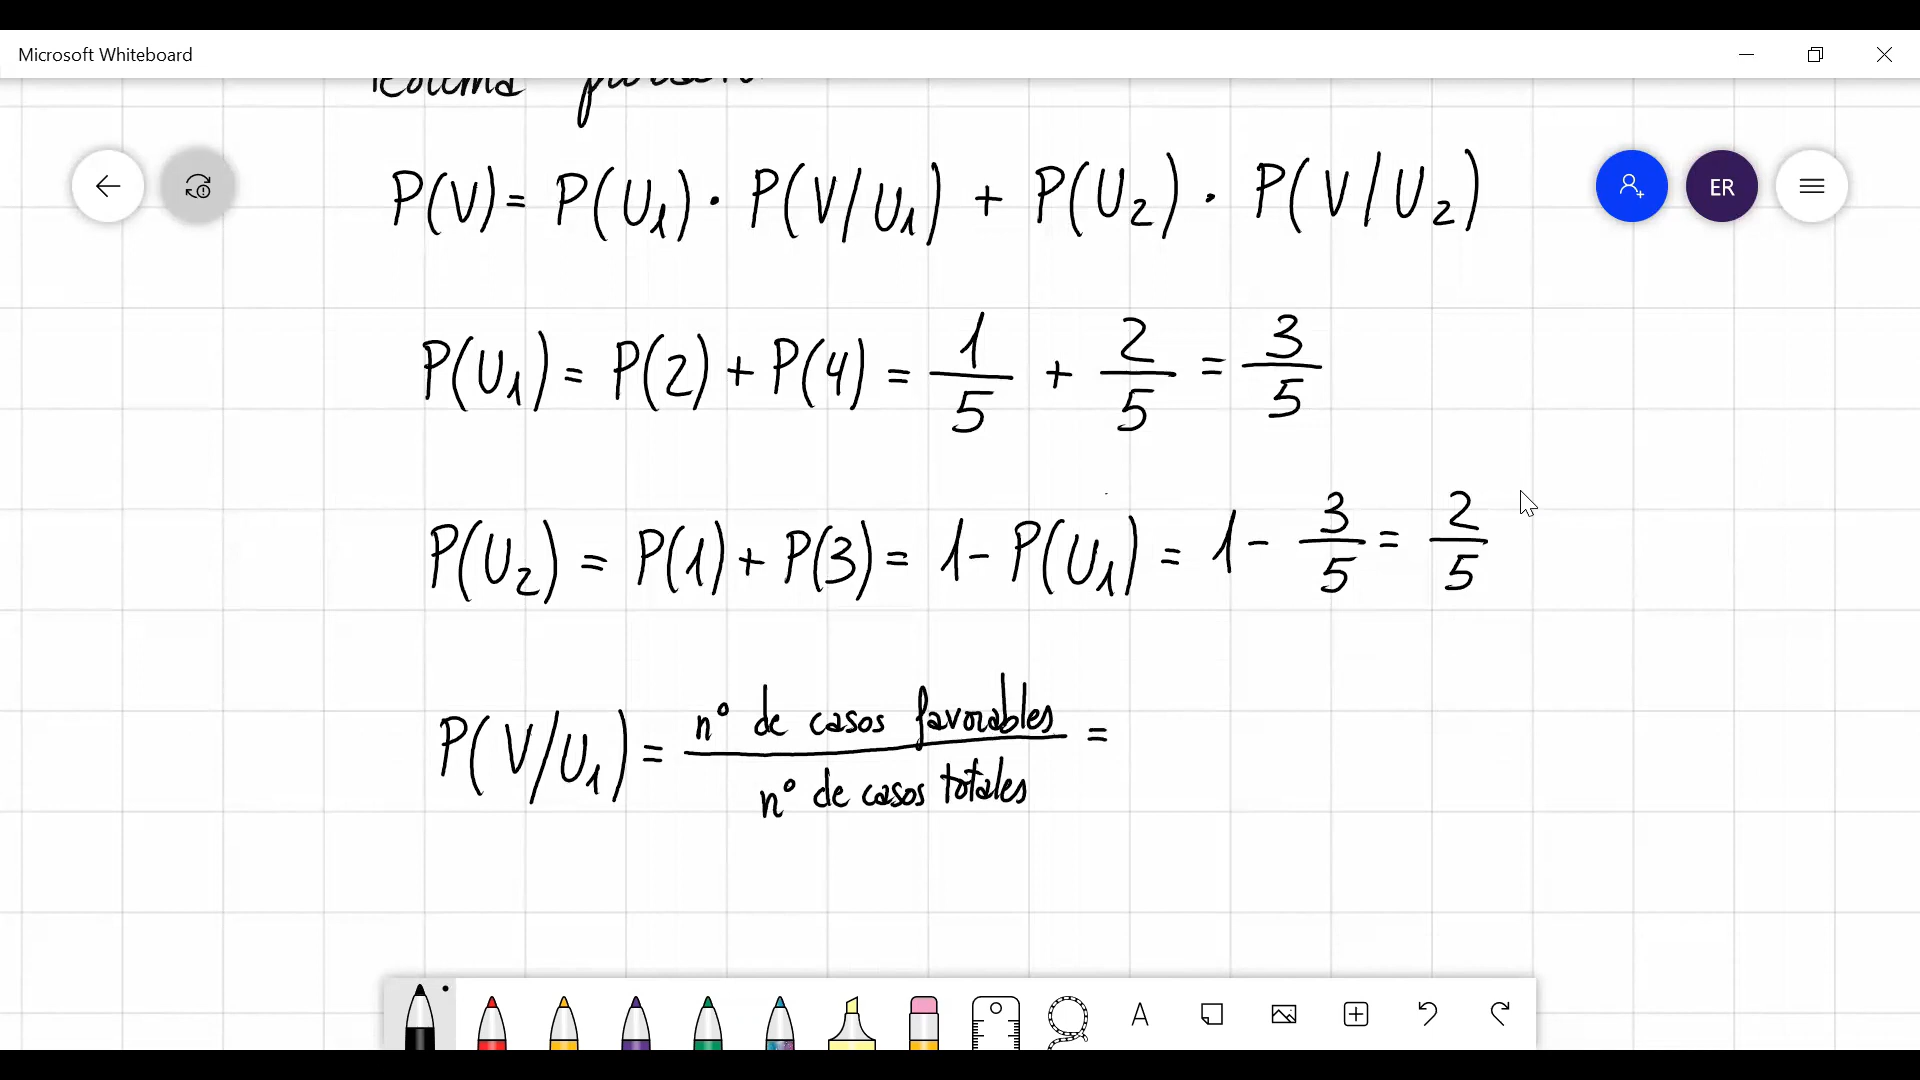 Microsoft Whiteboard
P(V) = P(U₁) · P(V/U₁) + P(U₂) · P(V/U₂)
ER
P(U₁) = P(2) + P(4) = 1/5 + 2/5 = 3/5
P(U₂) = P(1) + P(3) = 1 - P(U₁) = 1 - 3/5 = 2/5
P(V/U₁) = nº de casos favorables / nº de casos totales =
A